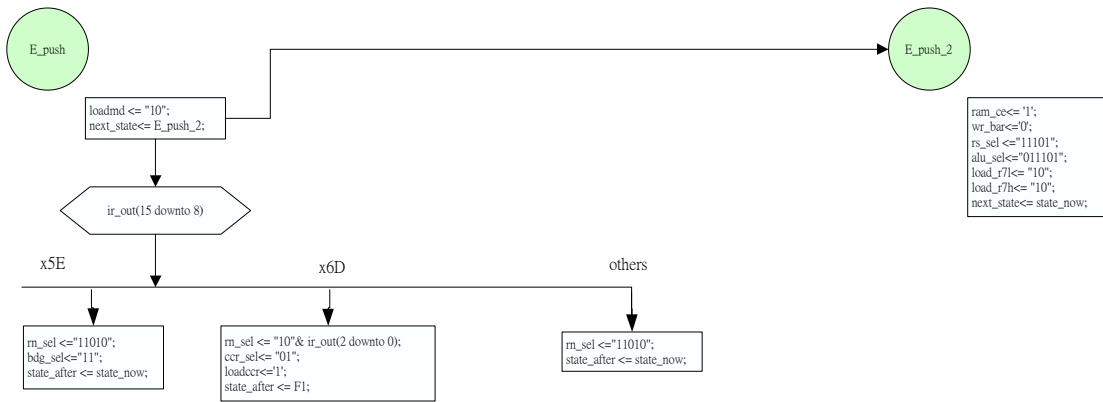 E_push
E_push_2
loadmd <= "10";
next_state<= E_push_2;
ram_ce<= '1';
wr_bar<='0';
rs_sel <="11101";
alu_sel<="011101";
load_r7l<= "10";
load_r7h<= "10";
next_state<= state_now;
ir_out(15 downto 8)
x5E
x6D
others
rn_sel <="11010";
bdg_sel<="11";
state_after <= state_now;
rn_sel <= "10"& ir_out(2 downto 0);
ccr_sel<= "01";
loadccr<='1';
state_after <= F1;
rn_sel <="11010";
state_after <= state_now;